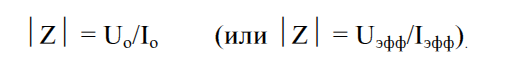 |Z| = Uo/Io (или |Z| = Uэфф/Iэфф).